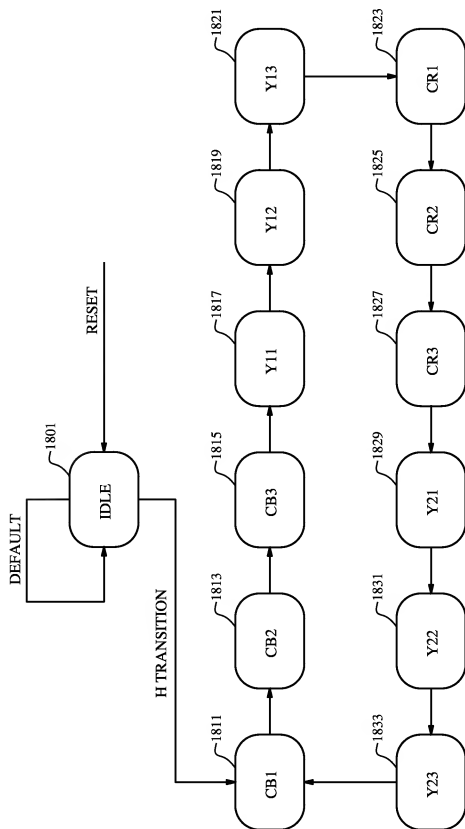 DEFAULT
1801
IDLE
RESET
H TRANSITION
1811
CB1
1813
CB2
1815
CB3
1817
Y11
1819
Y12
1821
Y13
1823
CR1
1825
CR2
1827
CR3
1829
Y21
1831
Y22
1833
Y23